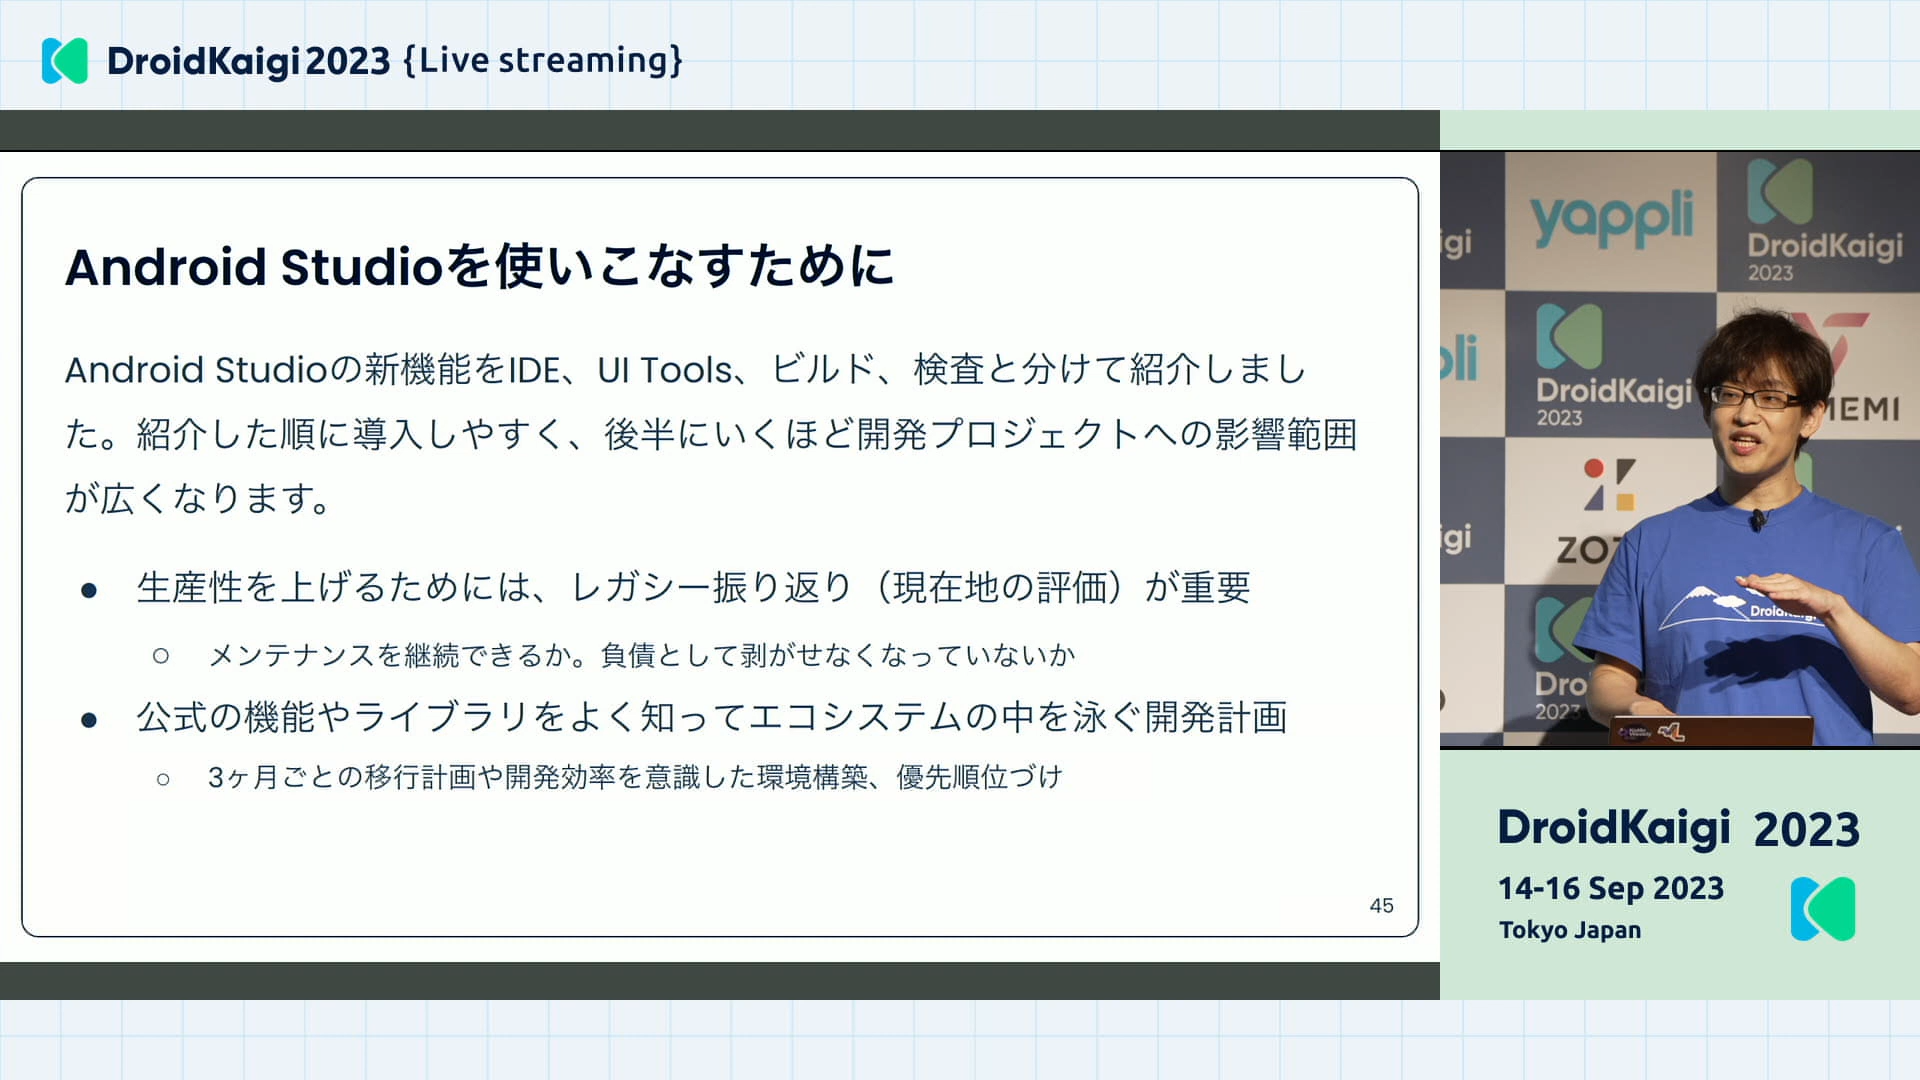 DroidKaigi 2023 {Live streaming}
Android Studioを使いこなすために
Android Studioの新機能をIDE、UI Tools、ビルド、検査と分けて紹介しまし
た。紹介した順に導入しやすく、後半にいくほど開発プロジェクトへの影響範囲
が広くなります。
● 生産性を上げるためには、レガシー振り返り（現在地の評価）が重要
○ メンテナンスを継続できるか。負債として剥がせなくなっていないか
● 公式の機能やライブラリをよく知ってエコシステムの中を泳ぐ開発計画
○ 3ヶ月ごとの移行計画や開発効率を意識した環境構築、優先順位づけ
45
igi
yappli
DroidKaigi
2023
pli
DroidKaigi
2023
MEMI
igi
ZOZ
DroidKaigi
Dro
2023
DroidKaigi 2023
14-16 Sep 2023
Tokyo Japan